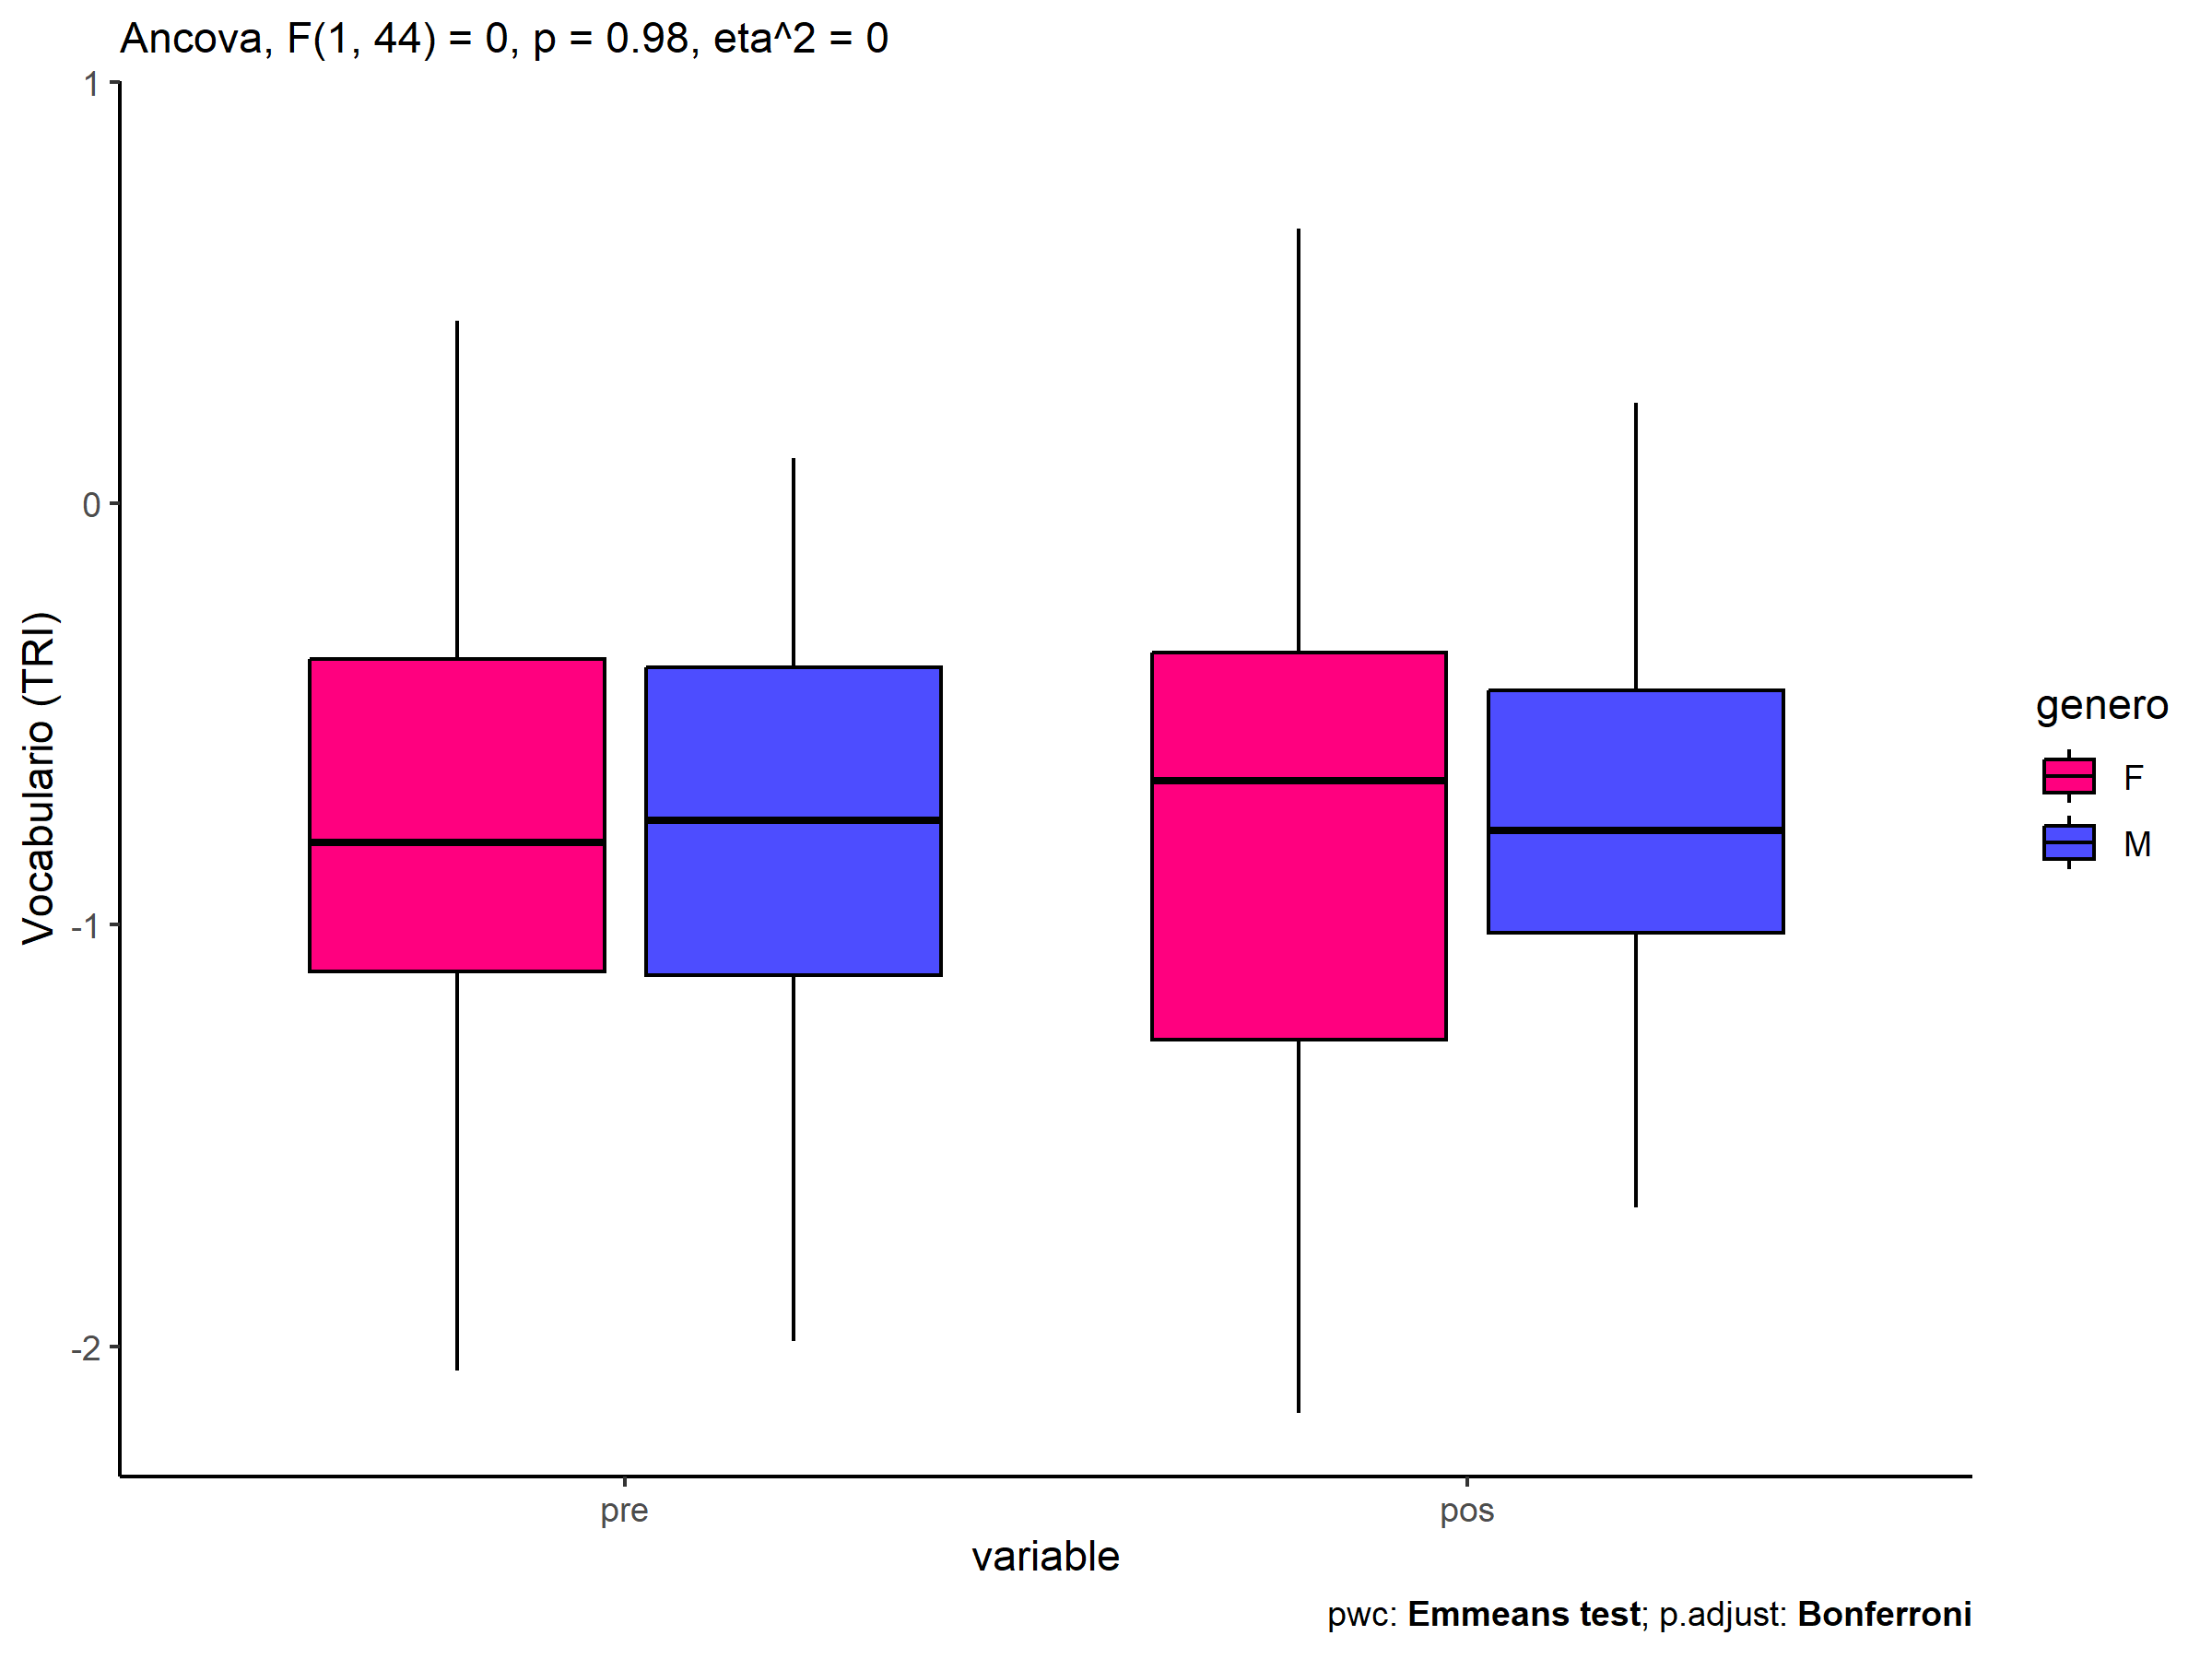 Ancova, F(1, 44) = 0, p = 0.98, eta^2 = 0
1
0
-1
-2
Vocabulario (TRI)
pre
pos
variable
genero
F
M
pwc: Emmeans test; p.adjust: Bonferroni